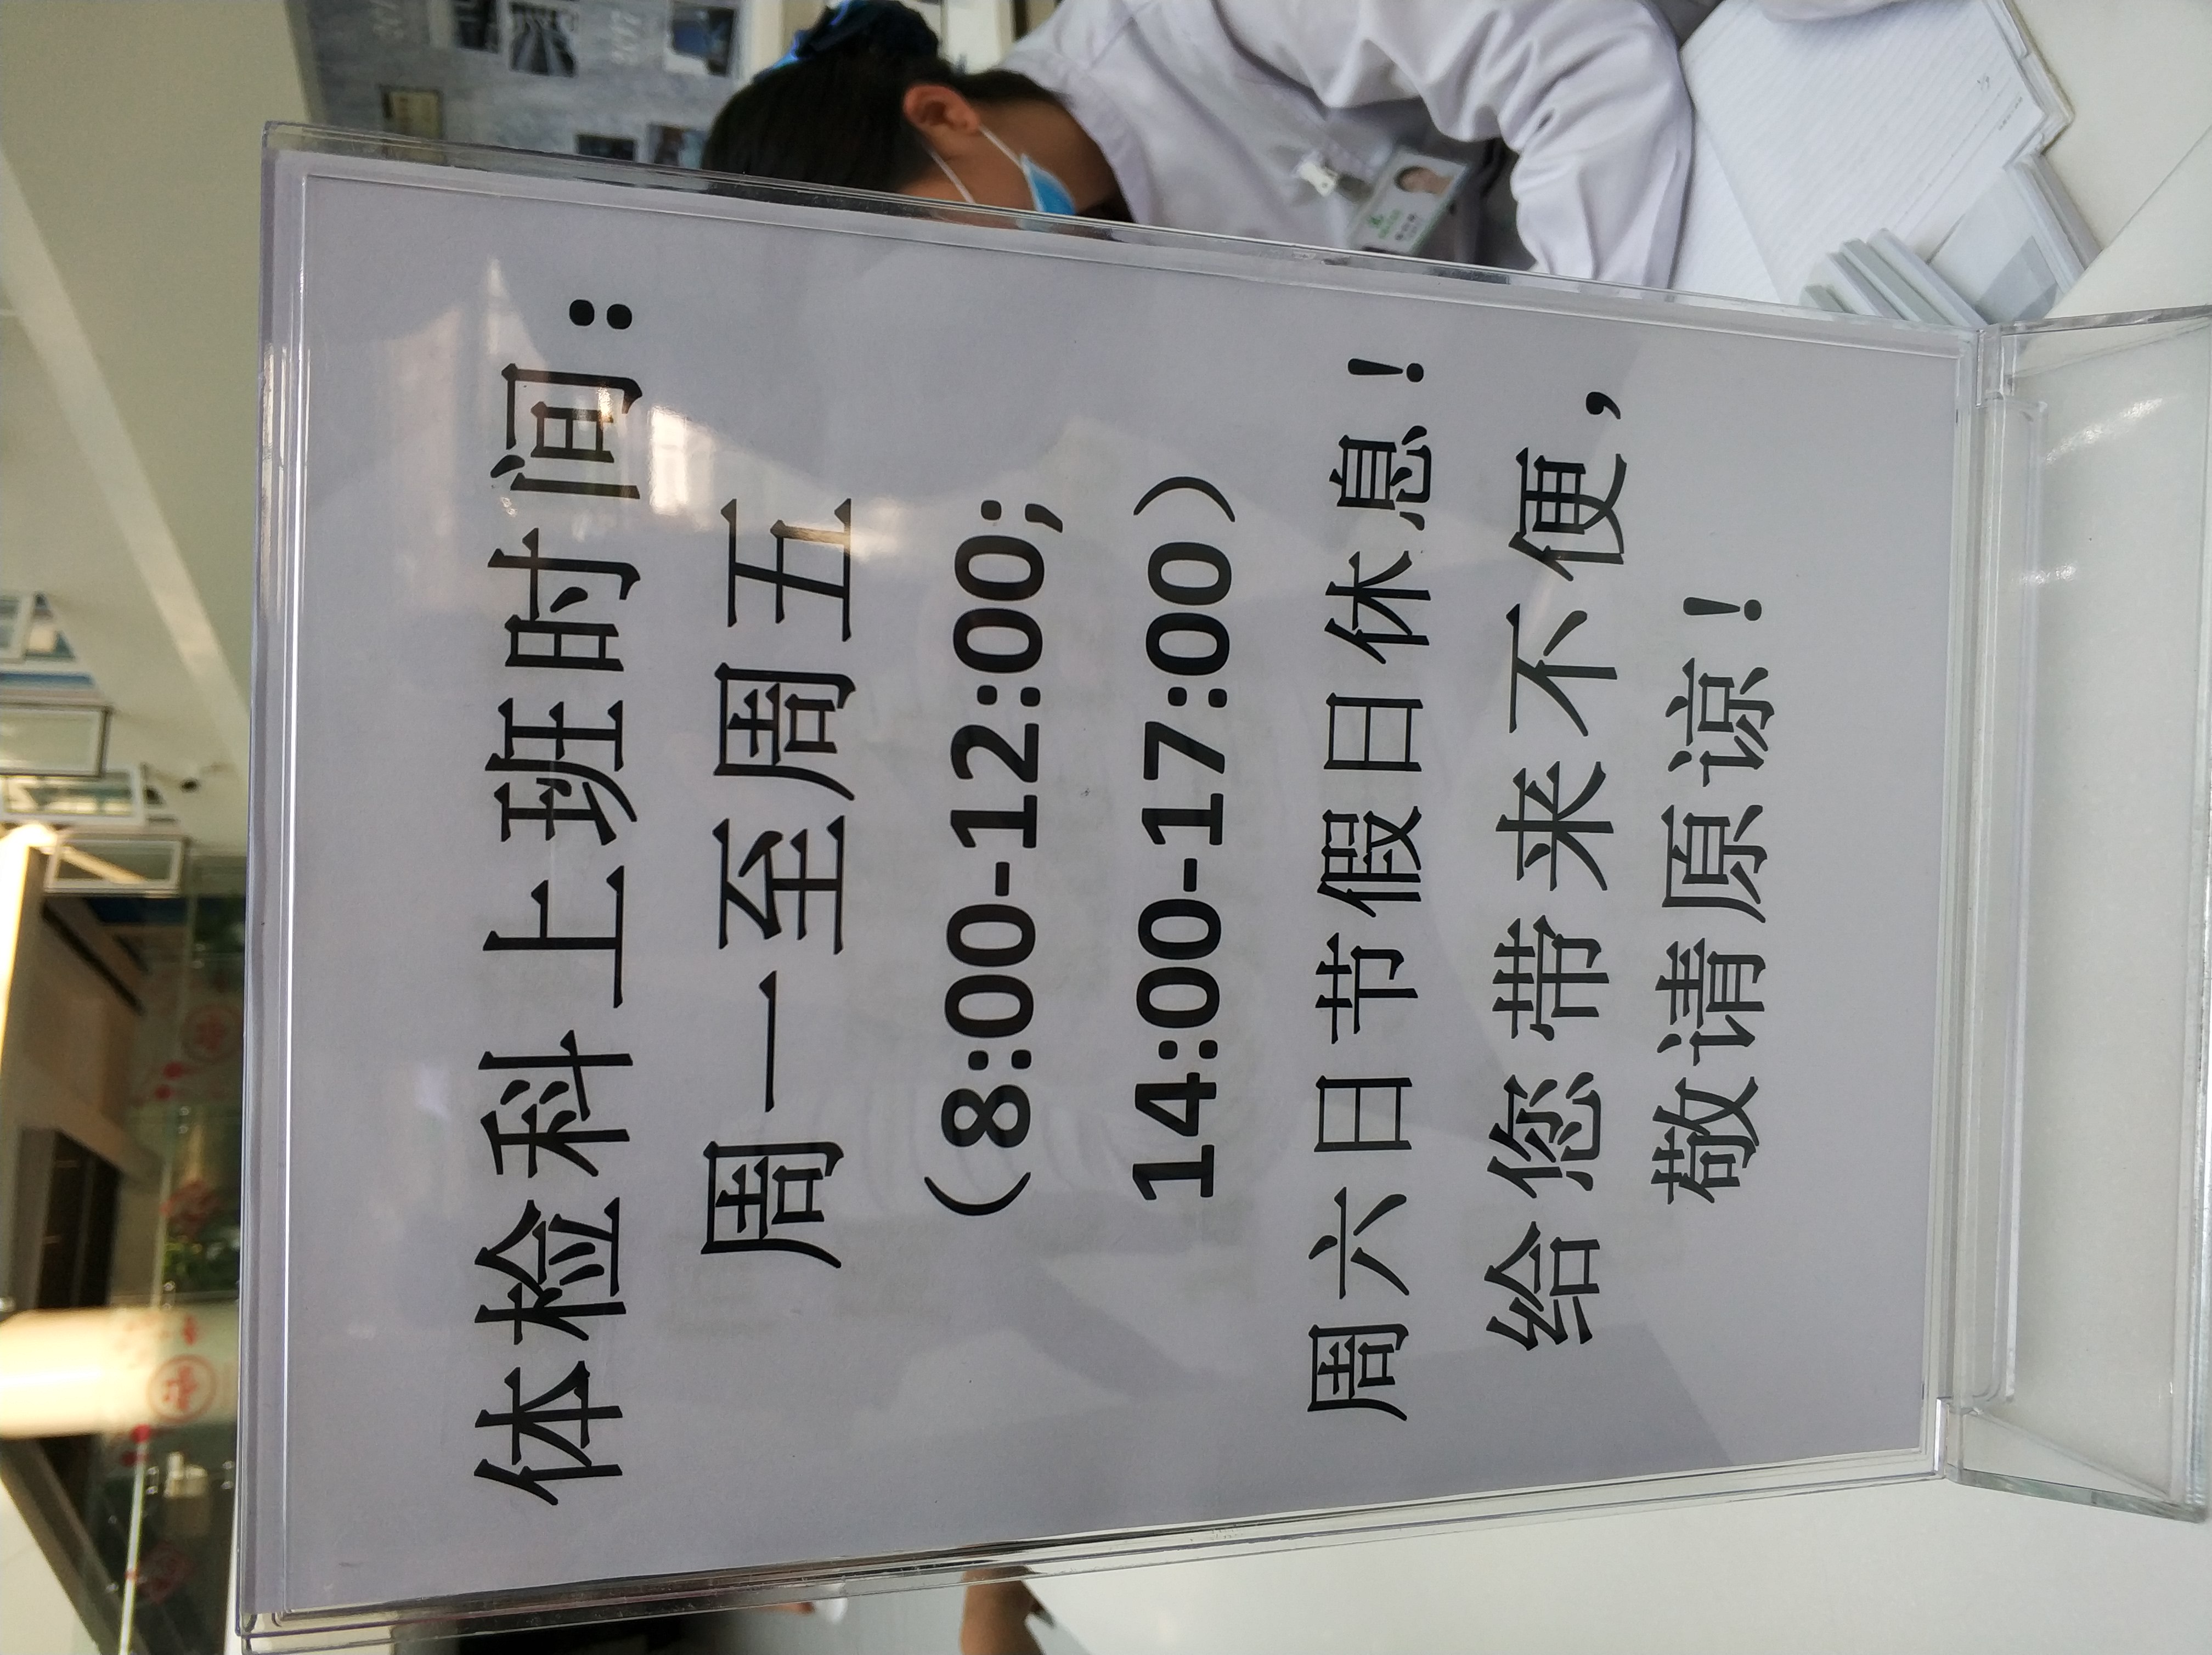 体检科上班时间：
周一至周五
（8:00-12:00;
14:00-17:00）
周六日节假日休息！
给您带来不便，
敬请原谅！